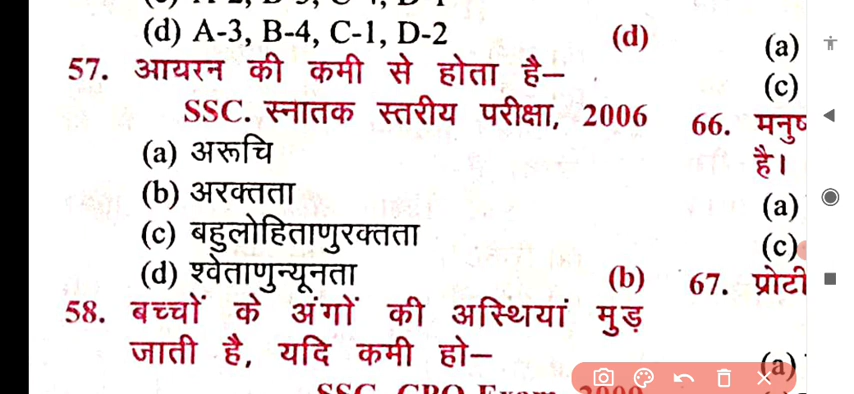 (d) A-3, B-4, C-1, D-2 (d)
57. आयरन की कमी से होता है–
SSC. स्नातक स्तरीय परीक्षा, 2006
(a) अरूचि
(b) अरक्तता
(c) बहुलोहिताणुरक्तता
(d) श्वेताणुन्यूनता (b)
58. बच्चों के अंगों की अस्थियां मुड़
जाती है, यदि कमी हो–
(a)
(c)
66.
है।
(a)
(c)
67.
(a)